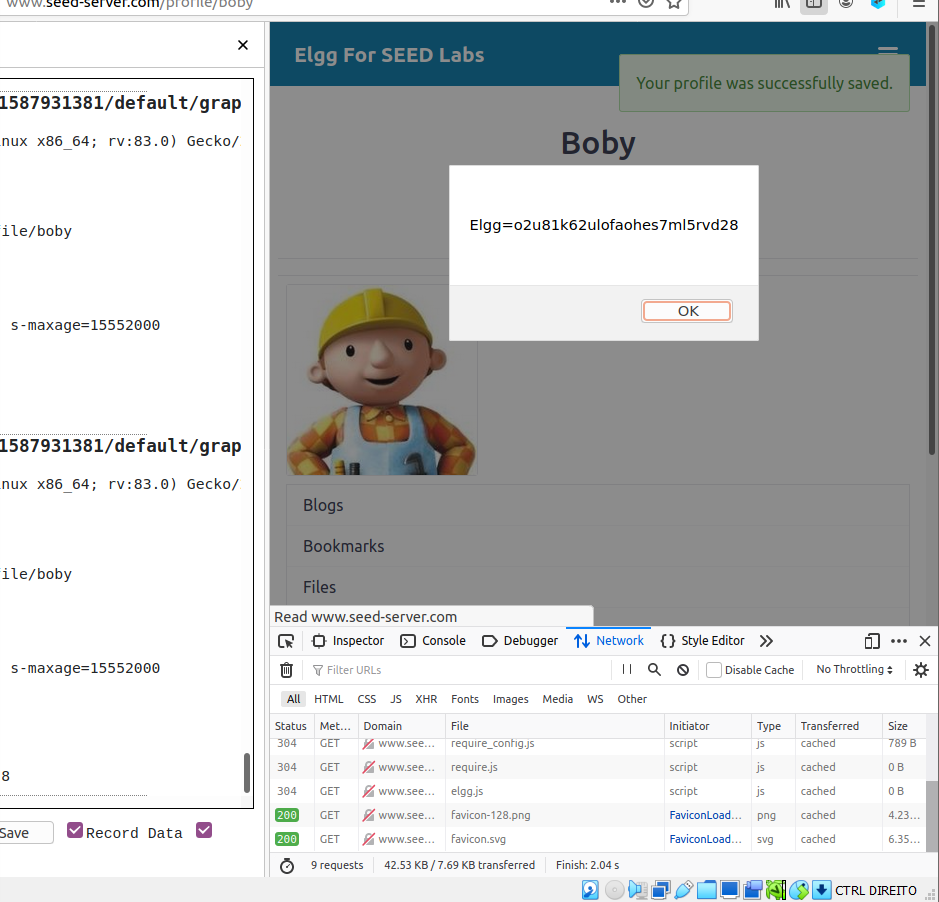 www.seed-server.com/profile/boby
1587931381/default/grap
nux x86_64; rv:83.0) Gecko/
ile/boby
s-maxage=15552000
1587931381/default/grap
nux x86_64; rv:83.0) Gecko/
ile/boby
s-maxage=15552000
8
Save
Record Data
Elgg For SEED Labs
Your profile was successfully saved.
Boby
Elgg=o2u81k62ulofaohes7ml5rvd28
OK
Blogs
Bookmarks
Files
Read www.seed-server.com
Inspector Console Debugger Network Style Editor
Filter URLs Disable Cache No Throttling
All HTML CSS JS XHR Fonts Images Media WS Other
Status Met... Domain File Initiator Type Transferred Size
304 GET www.see... require_config.js script js cached 789 B
304 GET www.see... require.js script js cached 0 B
304 GET www.see... elgg.js script js cached 0 B
200 GET www.see... favicon-128.png FaviconLoad... png cached 4.23...
200 GET www.see... favicon.svg FaviconLoad... svg cached 6.35...
9 requests 42.53 KB / 7.69 KB transferred Finish: 2.04 s
CTRL DIREITO